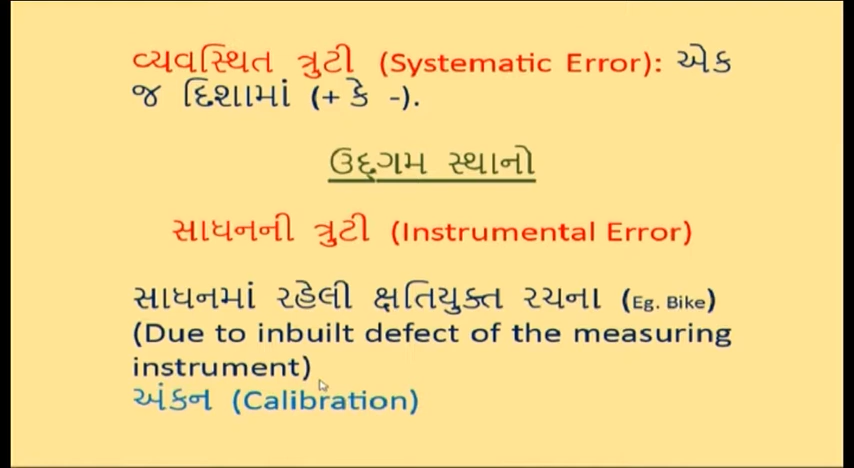 વ્યવસ્થિત ત્રુટી (Systematic Error): એક
જ દિશામાં (+ કે -).
ઉદ્દગમ સ્થાનો
સાધનની ત્રુટી (Instrumental Error)
સાધનમાં રહેલી ક્ષતિયુક્ત રચના (Eg. Bike)
(Due to inbuilt defect of the measuring
instrument)
અંકન (Calibration)